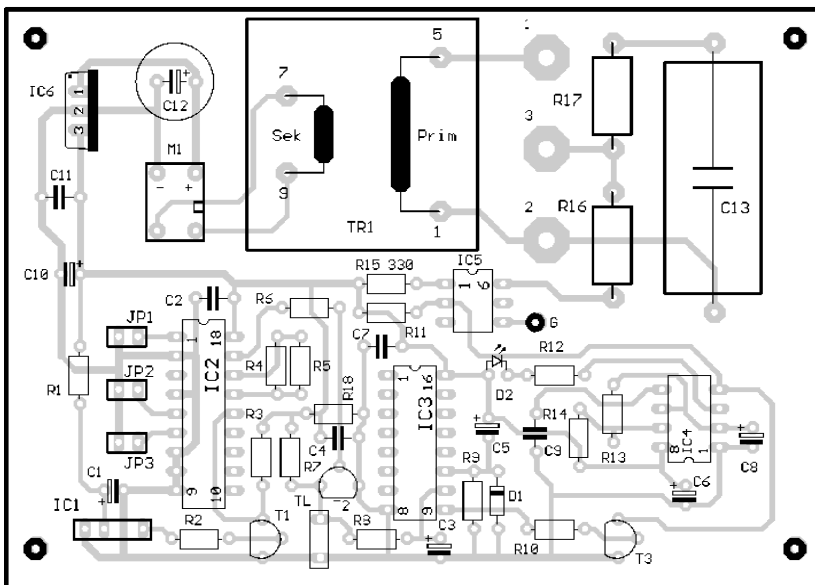 5
1
IC6
1
2
3
+
C12
7
R17
M1
Sek
Prim
3
- +
C11
9
2
R16
C13
TR1
1
C10
+
IC5
R15 330
1 6
C2
R6
G
JP1
1 18
C7
R11
R12
IC2
R4
R5
D2
JP2
1 16
R1
R18
IC3
R14
R3
+
IC4
C4
C5
C9
8 1
+
JP3
R7
R9
R13
C8
C1
9 10
C6
+
+
2
D1
IC1
TL
8 9
R2
T1
R8
+
C3
R10
T3